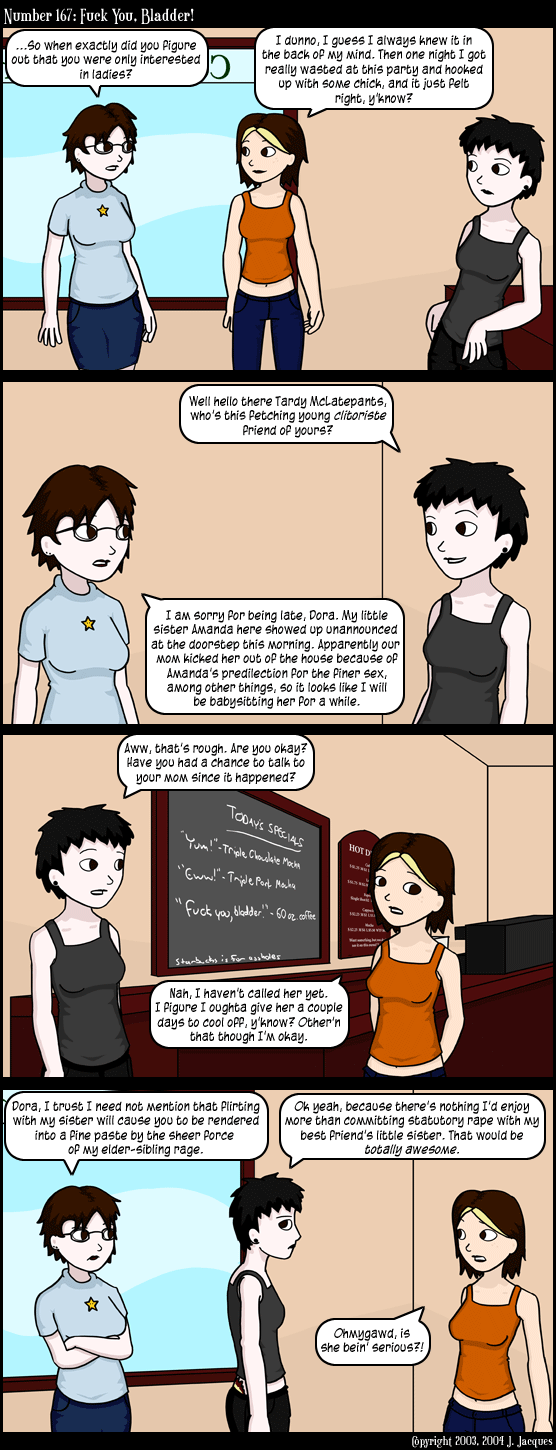 Number 167: Fuck You, Bladder!
...So when exactly did you figure
out that you were only interested
in ladies?
I dunno, I guess I always knew it in
the back of my mind. Then one night I got
really wasted at this party and hooked
up with some chick, and it just felt
right, y'know?
Well hello there Tardy McLatepants,
who's this fetching young clitoriste
friend of yours?
I am sorry for being late, Dora. My little
sister Amanda here showed up unannounced
at the doorstep this morning. Apparently our
mom kicked her out of the house because of
Amanda's predilection for the finer sex,
among other things, so it looks like I will
be babysitting her for a while.
Aww, that's rough. Are you okay?
Have you had a chance to talk to
your mom since it happened?
Today's Specials
"Yum!"-Triple Chocolate Mocha
"Eww!"-Triple Pork Mocha
"Fuck you, bladder!"-60 oz. coffee
Starbucks is for assholes
HOT D
Nah, I haven't called her yet.
I figure I oughta give her a couple
days to cool off, y'know? Other'n
that though I'm okay.
Dora, I trust I need not mention that flirting
with my sister will cause you to be rendered
into a fine paste by the sheer force
of my elder-sibling rage.
Ok yeah, because there's nothing I'd enjoy
more than committing statutory rape with my
best friend's little sister. That would be
totally awesome.
Ohmygawd, is
she bein' serious?!
Copyright 2003, 2004 J. Jacques